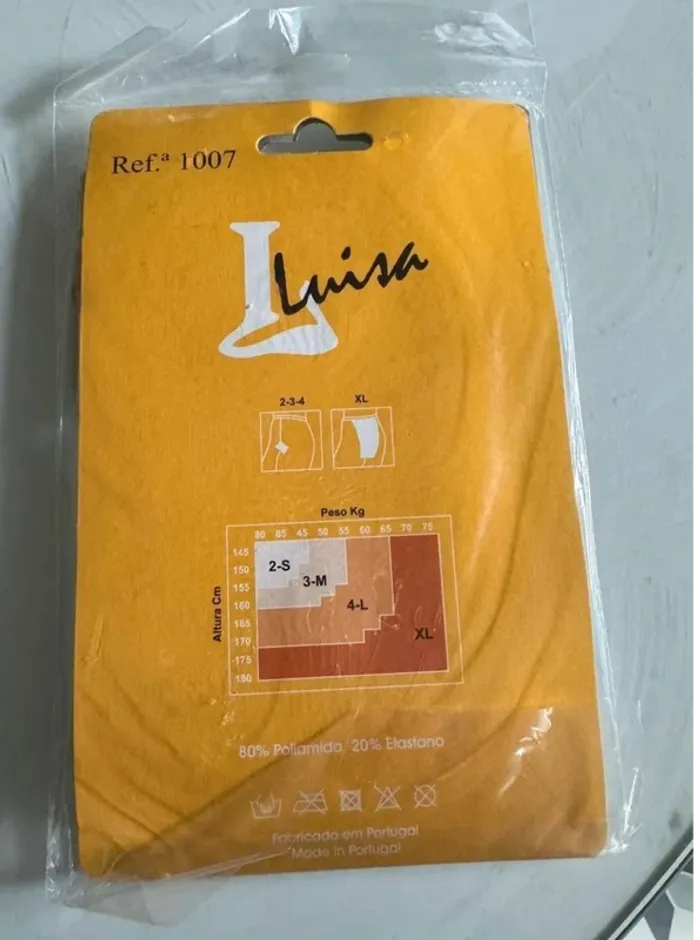 Ref.ª 1007
Luisa
2-3-4 XL
Peso Kg
80 85 45 50 55 60 65 70 75
Altura Cm
145
150
155
160
165
170
175
180
2-S
3-M
4-L
XL
80% Poliamida, 20% Elastano
Fabricado em Portugal
Made in Portugal